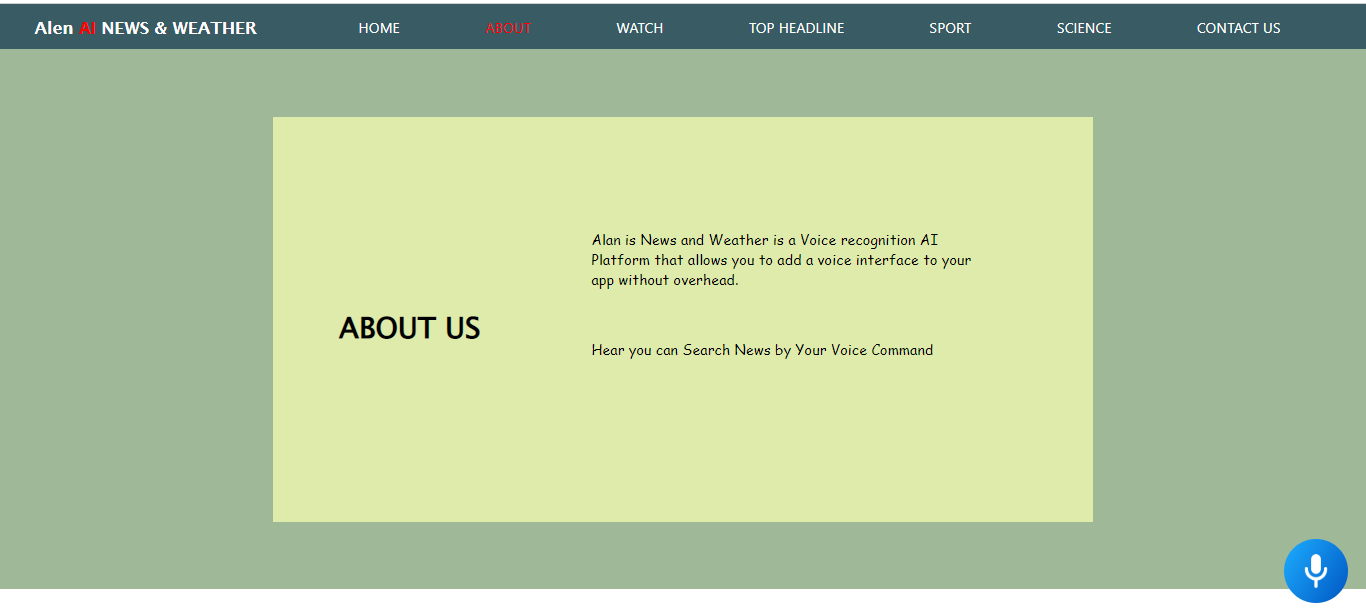 Alen AI NEWS & WEATHER HOME ABOUT WATCH TOP HEADLINE SPORT SCIENCE CONTACT US
Alan is News and Weather is a Voice recognition AI
Platform that allows you to add a voice interface to your
app without overhead.
ABOUT US
Hear you can Search News by Your Voice Command